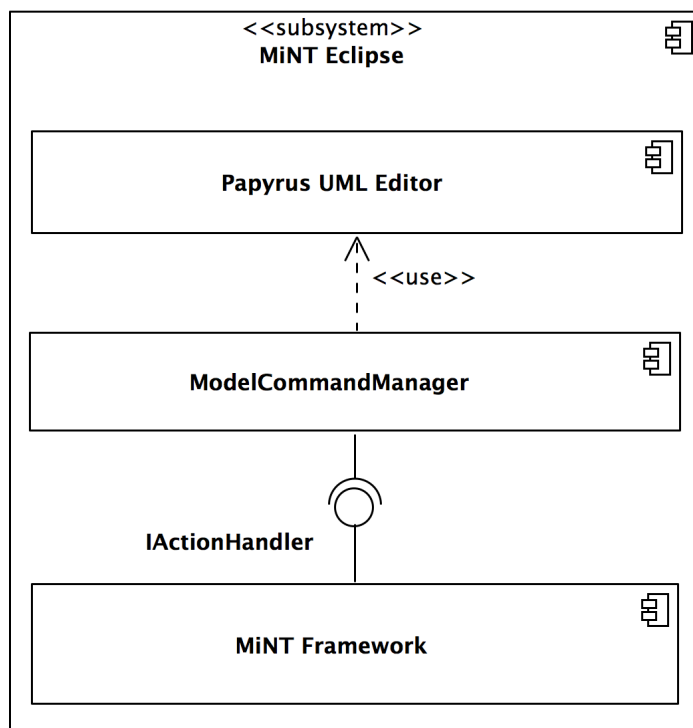 <<subsystem>>
MiNT Eclipse
Papyrus UML Editor
<<use>>
ModelCommandManager
IActionHandler
MiNT Framework